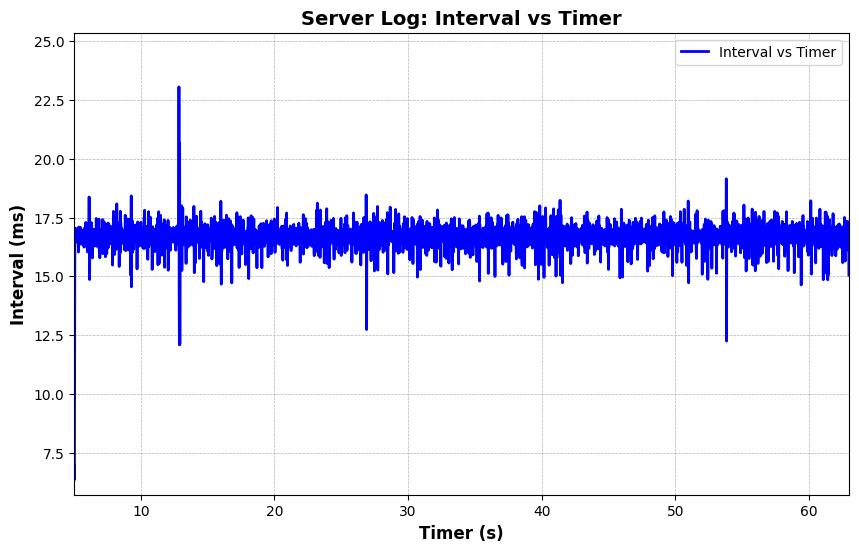 Server Log: Interval vs Timer
Interval vs Timer
25.0
22.5
20.0
17.5
15.0
12.5
10.0
7.5
Interval (ms)
10 20 30 40 50 60
Timer (s)